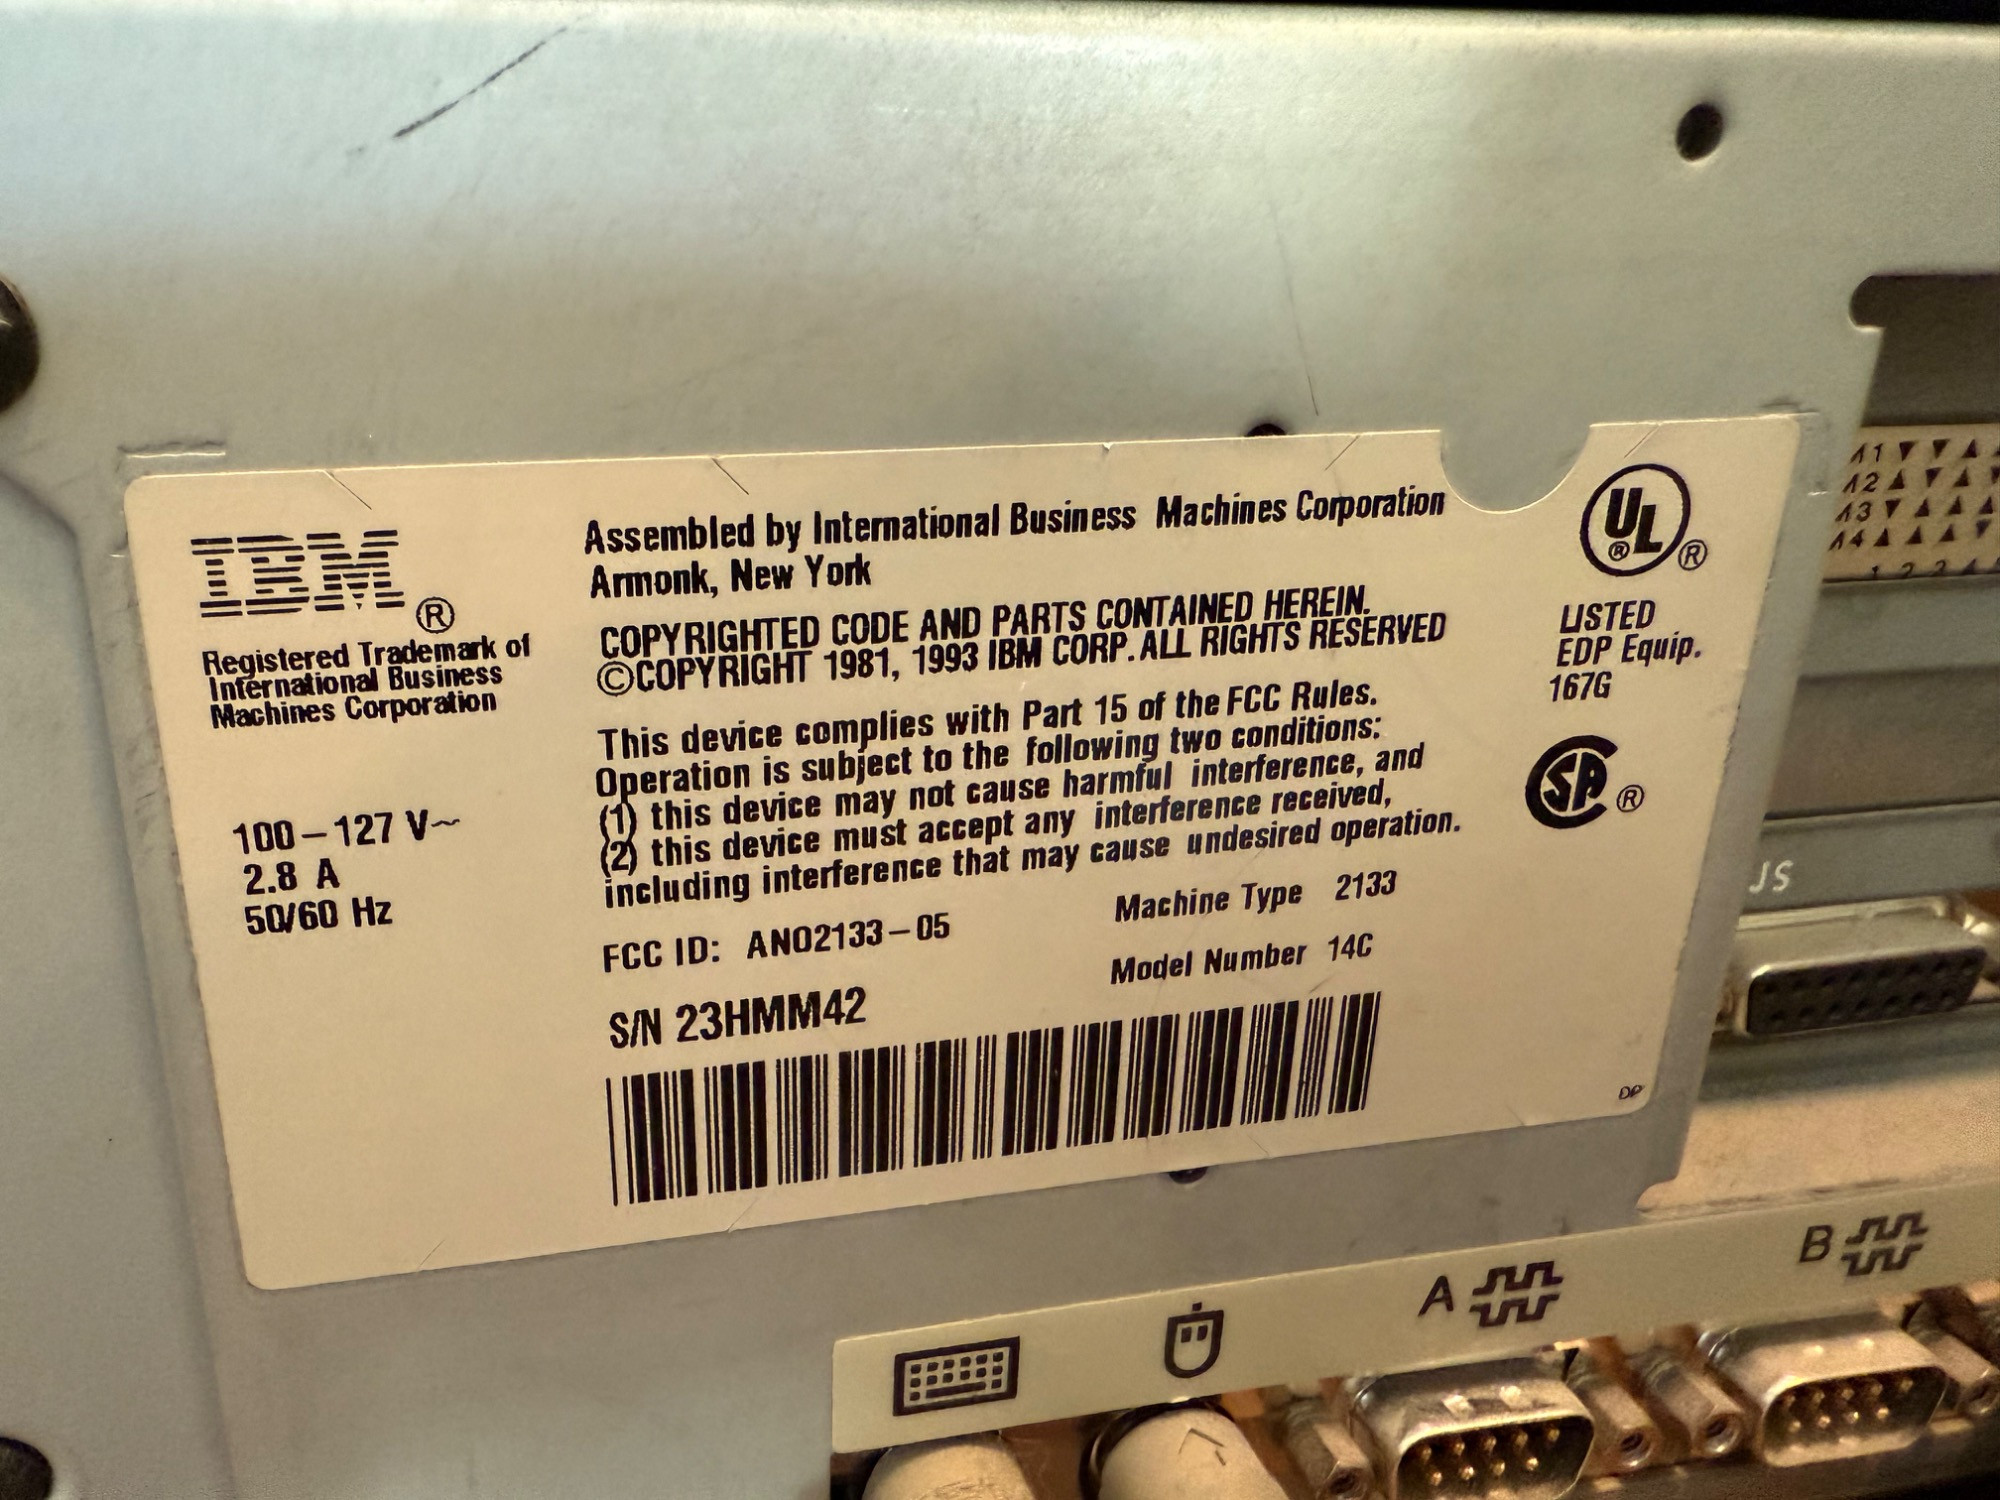 IBM®
Registered Trademark of
International Business
Machines Corporation
100–127 V~
2.8 A
50/60 Hz
Assembled by International Business Machines Corporation
Armonk, New York
COPYRIGHTED CODE AND PARTS CONTAINED HEREIN.
©COPYRIGHT 1981, 1993 IBM CORP. ALL RIGHTS RESERVED
This device complies with Part 15 of the FCC Rules.
Operation is subject to the following two conditions:
(1) this device may not cause harmful interference, and
(2) this device must accept any interference received,
including interference that may cause undesired operation.
FCC ID: ANO2133–05
Machine Type 2133
Model Number 14C
S/N 23HMM42
UL®
®
LISTED
EDP Equip.
167G
SA®
DP
A
B